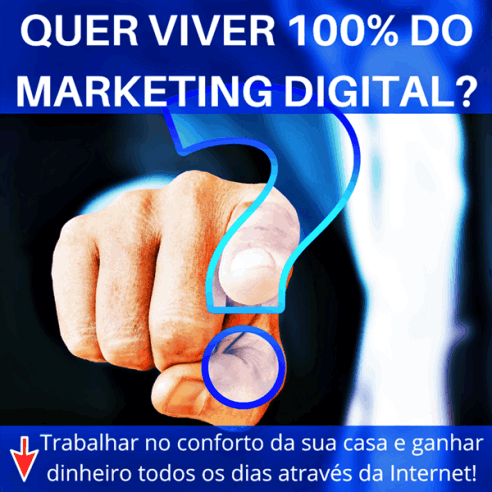 QUER VIVER 100% DO
MARKETING DIGITAL?
?
Trabalhar no conforto da sua casa e ganhar
dinheiro todos os dias através da Internet!